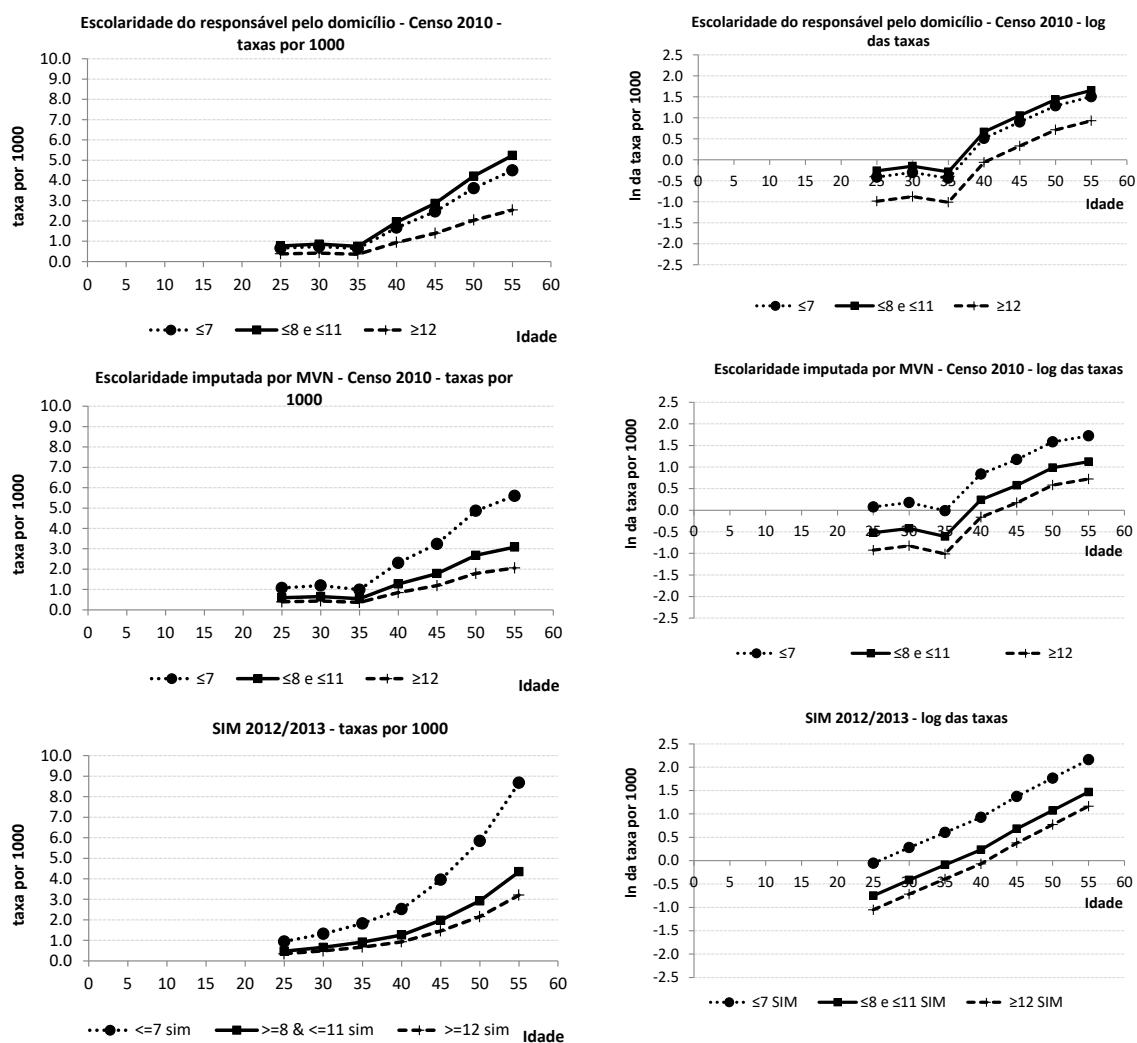 Escolaridade do responsável pelo domicílio - Censo 2010 -
taxas por 1000
10.0
9.0
8.0
7.0
6.0
5.0
4.0
3.0
2.0
1.0
0.0
taxa por 1000
0 5 10 15 20 25 30 35 40 45 50 55 60
≤7 ≤8 e ≤11 ≥12
Idade
Escolaridade do responsável pelo domicílio - Censo 2010 - log
das taxas
2.5
2.0
1.5
1.0
0.5
0.0
-0.5
-1.0
-1.5
-2.0
-2.5
ln da taxa por 1000
0 5 10 15 20 25 30 35 40 45 50 55 60
Idade
≤7 ≤8 e ≤11 ≥12
Escolaridade imputada por MVN - Censo 2010 - taxas por
1000
10.0
9.0
8.0
7.0
6.0
5.0
4.0
3.0
2.0
1.0
0.0
taxa por 1000
0 5 10 15 20 25 30 35 40 45 50 55 60
≤7 ≤8 e ≤11 ≥12
Idade
Escolaridade imputada por MVN - Censo 2010 - log das taxas
2.5
2.0
1.5
1.0
0.5
0.0
-0.5
-1.0
-1.5
-2.0
-2.5
ln da taxa por 1000
0 5 10 15 20 25 30 35 40 45 50 55 60
Idade
≤7 ≤8 e ≤11 ≥12
SIM 2012/2013 - taxas por 1000
10.0
9.0
8.0
7.0
6.0
5.0
4.0
3.0
2.0
1.0
0.0
taxa por 1000
0 5 10 15 20 25 30 35 40 45 50 55 60
<=7 sim >=8 & <=11 sim >=12 sim
Idade
SIM 2012/2013 - log das taxas
2.5
2.0
1.5
1.0
0.5
0.0
-0.5
-1.0
-1.5
-2.0
-2.5
ln da taxa por 1000
0 5 10 15 20 25 30 35 40 45 50 55 60
Idade
≤7 SIM ≤8 e ≤11 SIM ≥12 SIM